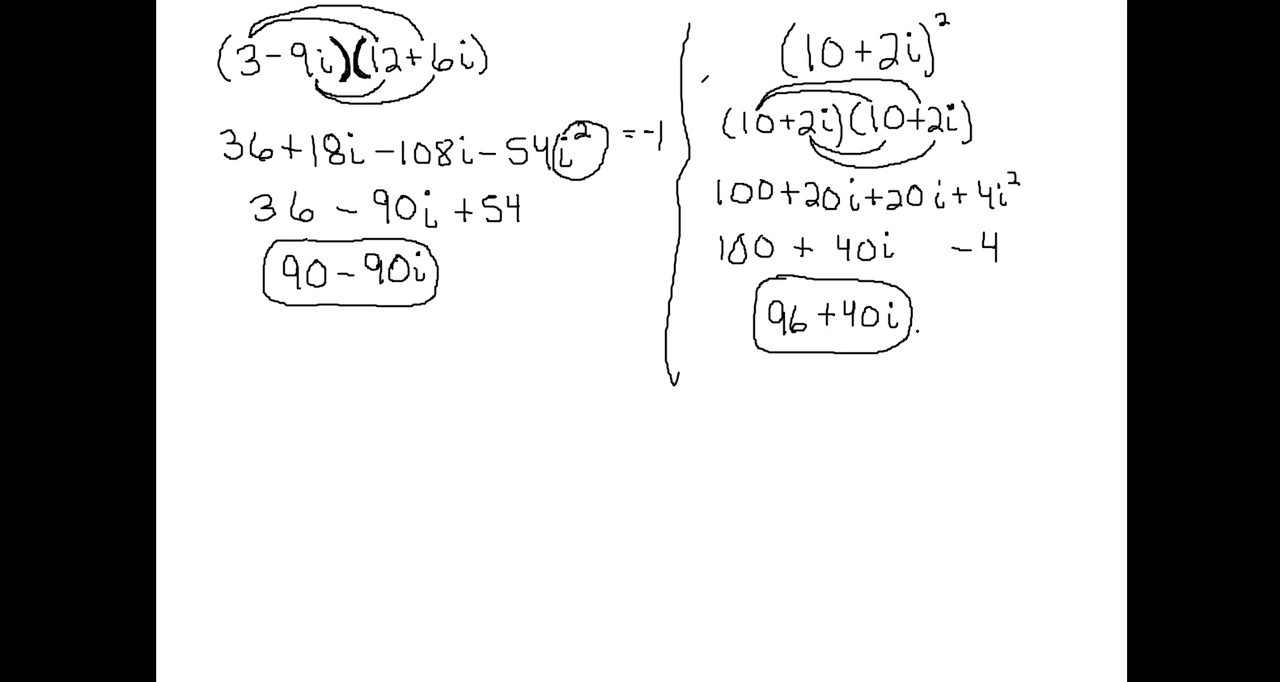 (3-9i)(12+6i)
36+18i-108i-54i² =-1
36 - 90i +54
90-90i
(10+2i)²
(10+2i)(10+2i)
100+20i+20i+4i²
100 + 40i -4
96+40i.